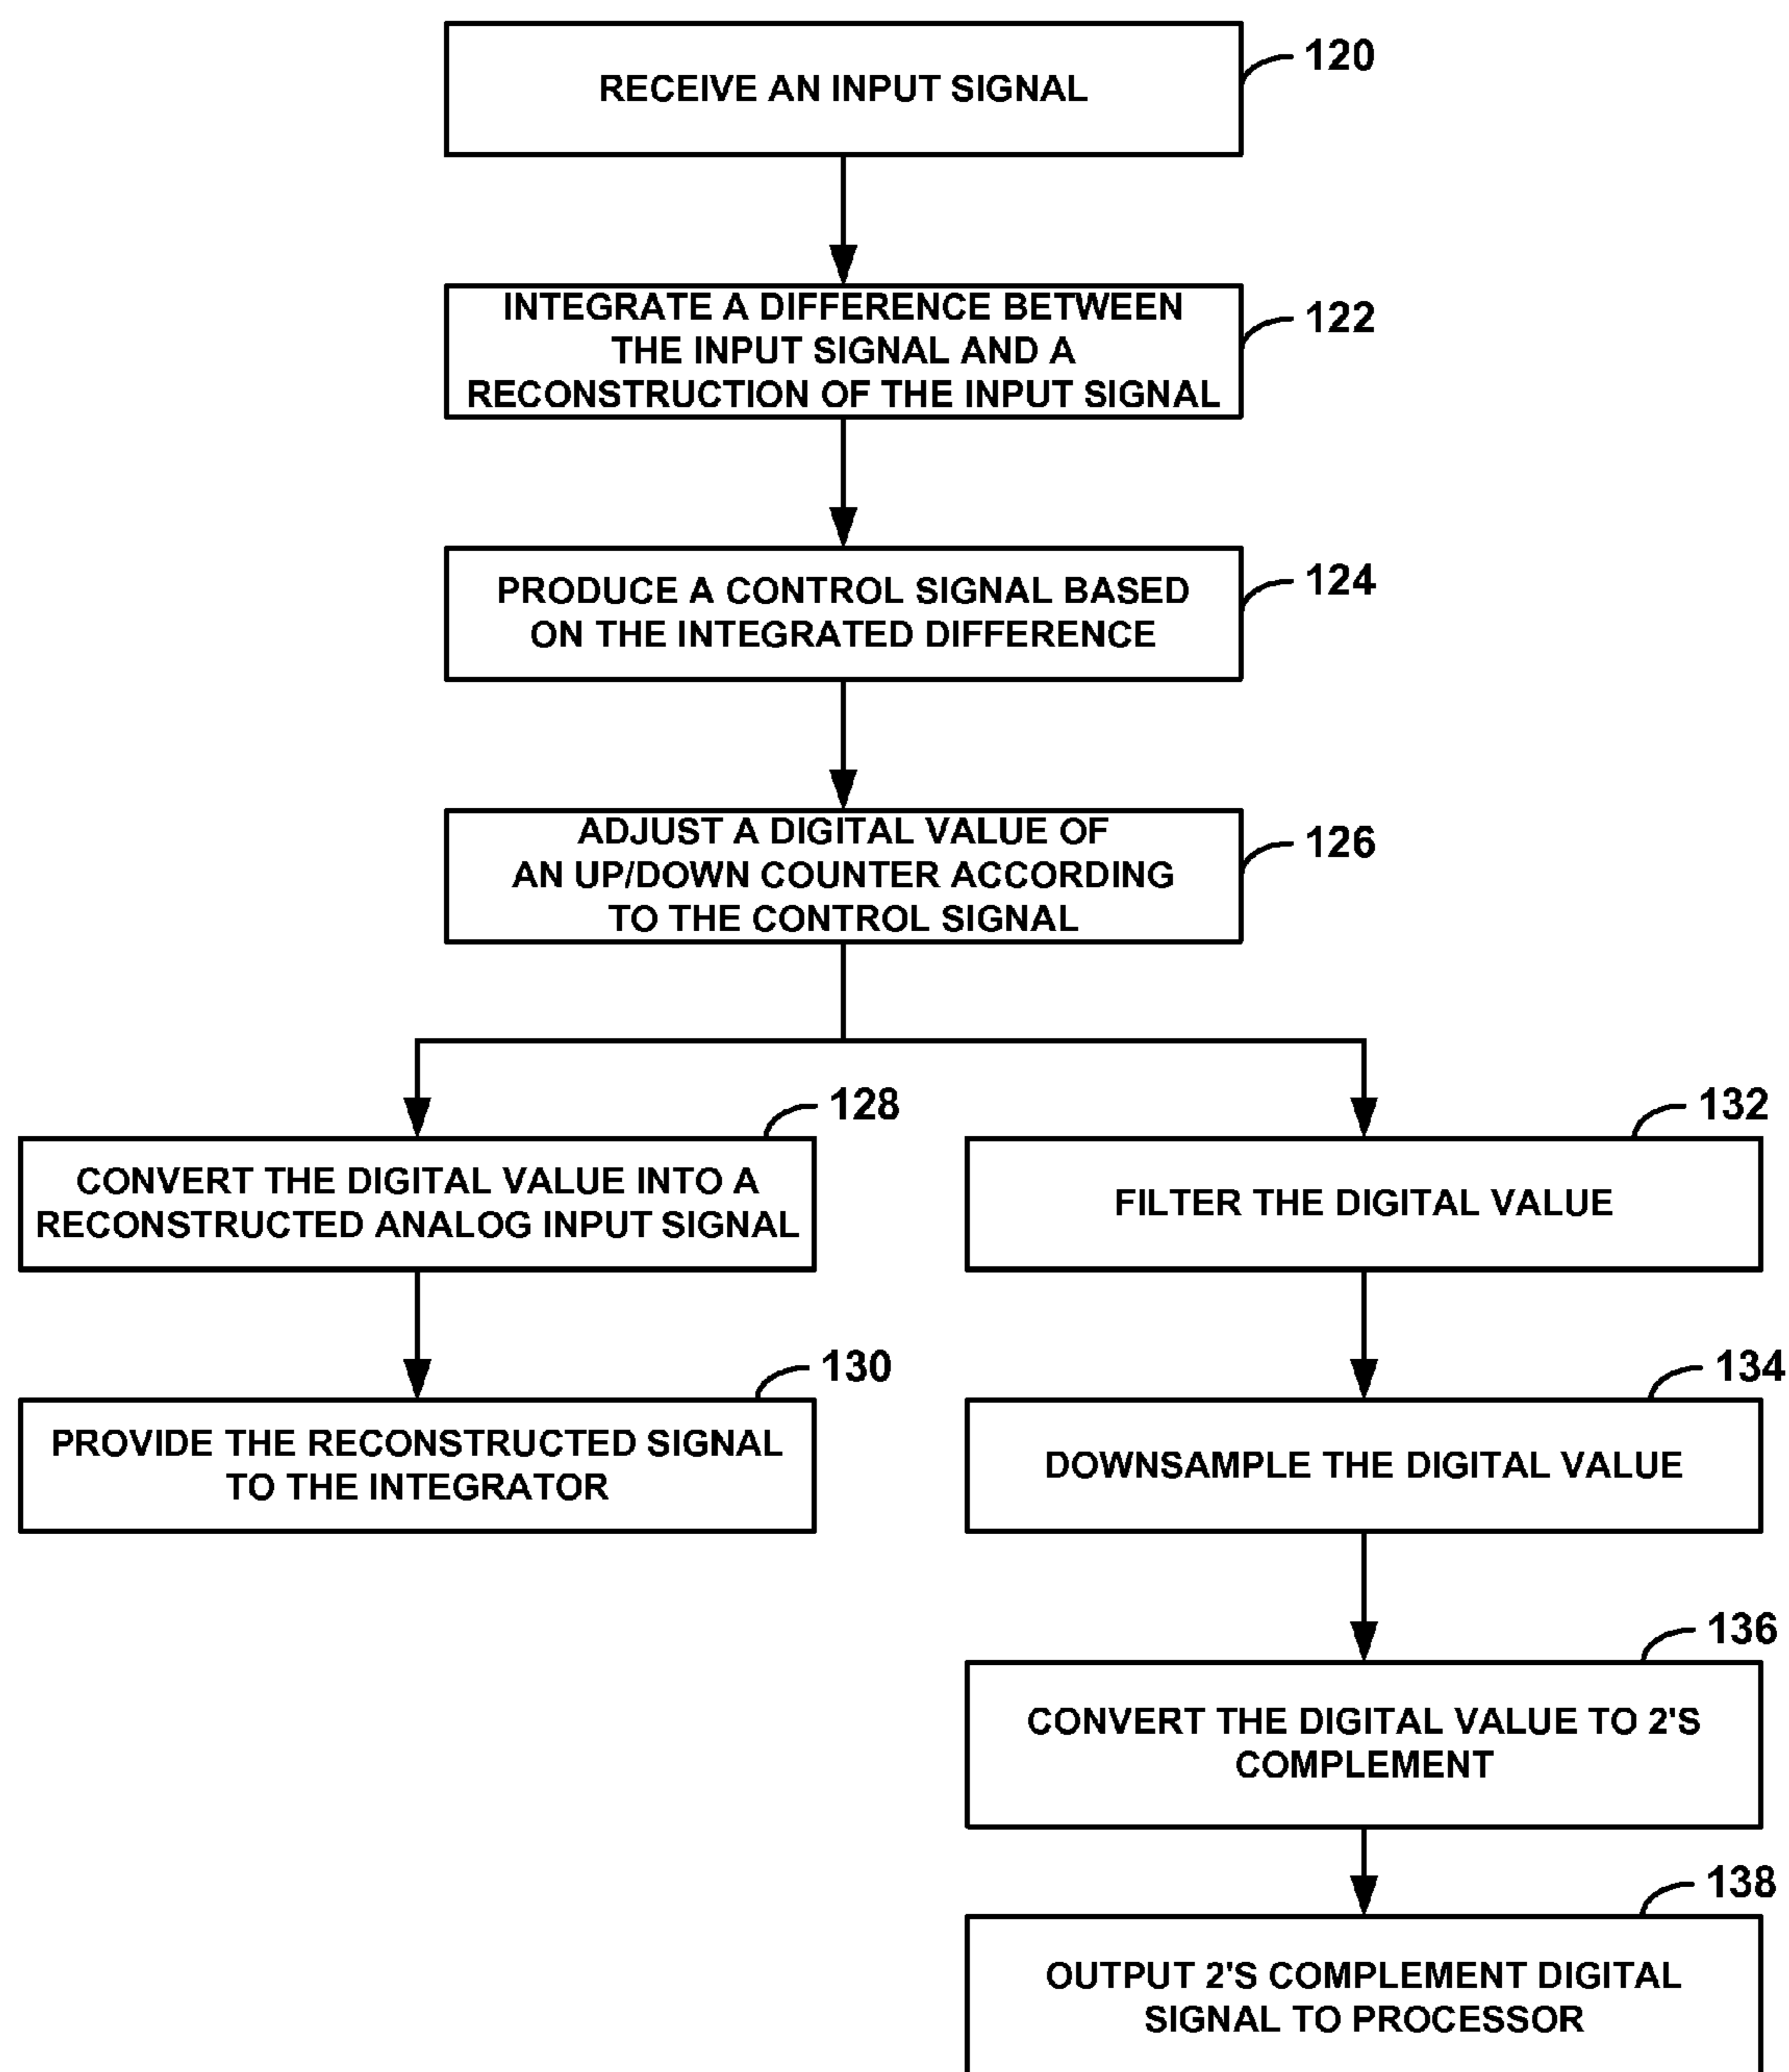 RECEIVE AN INPUT SIGNAL
120
INTEGRATE A DIFFERENCE BETWEEN
THE INPUT SIGNAL AND A
RECONSTRUCTION OF THE INPUT SIGNAL
122
PRODUCE A CONTROL SIGNAL BASED
ON THE INTEGRATED DIFFERENCE
124
ADJUST A DIGITAL VALUE OF
AN UP/DOWN COUNTER ACCORDING
TO THE CONTROL SIGNAL
126
128
CONVERT THE DIGITAL VALUE INTO A
RECONSTRUCTED ANALOG INPUT SIGNAL
130
PROVIDE THE RECONSTRUCTED SIGNAL
TO THE INTEGRATOR
132
FILTER THE DIGITAL VALUE
134
DOWNSAMPLE THE DIGITAL VALUE
136
CONVERT THE DIGITAL VALUE TO 2'S
COMPLEMENT
138
OUTPUT 2'S COMPLEMENT DIGITAL
SIGNAL TO PROCESSOR